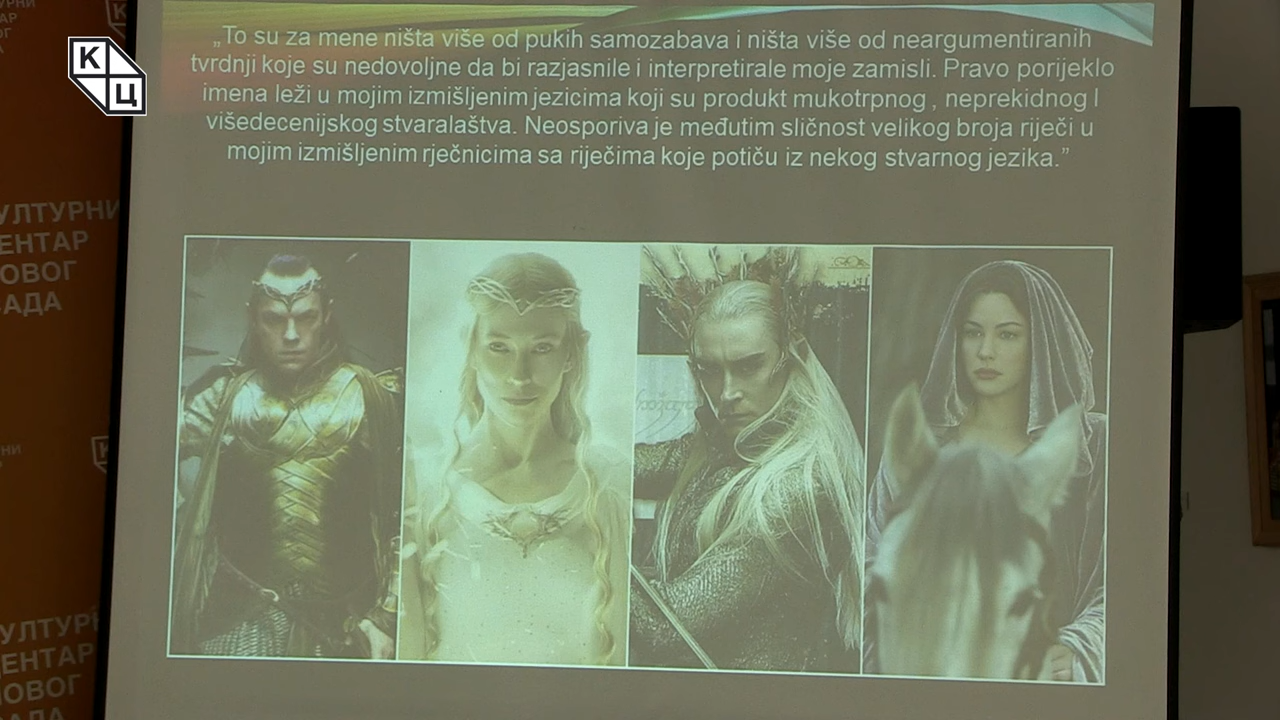 К
Ц
„To su za mene ništa više od pukih samozabava i ništa više od neargumentiranih
tvrdnji koje su nedovoljne da bi razjasnile i interpretirale moje zamisli. Pravo porijeklo
imena leži u mojim izmišljenim jezicima koji su produkt mukotrpnog , neprekidnog I
višedecenijskog stvaralaštva. Neosporiva je međutim sličnost velikog broja riječi u
mojim izmišljenim rječnicima sa riječima koje potiču iz nekog stvarnog jezika.”
УЛТУРНИ
ЕНТАР
ОВОГ
АДА
УЛТУРН
ЕНТАР
ОВОГ
АДА